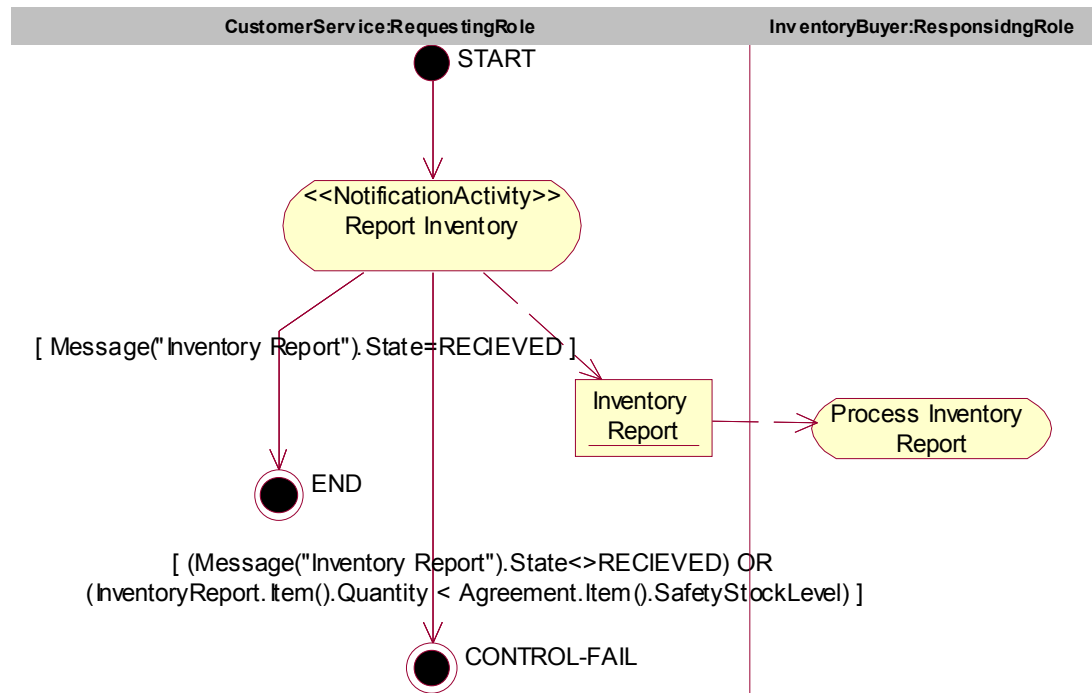 CustomerService:RequestingRole
InventoryBuyer:ResponsidngRole
START
<<NotificationActivity>>
Report Inventory
[ Message("Inventory Report").State=RECIEVED ]
Inventory
Report
Process Inventory
Report
END
[ (Message("Inventory Report").State<>RECIEVED) OR
(InventoryReport.Item().Quantity < Agreement.Item().SafetyStockLevel) ]
CONTROL-FAIL